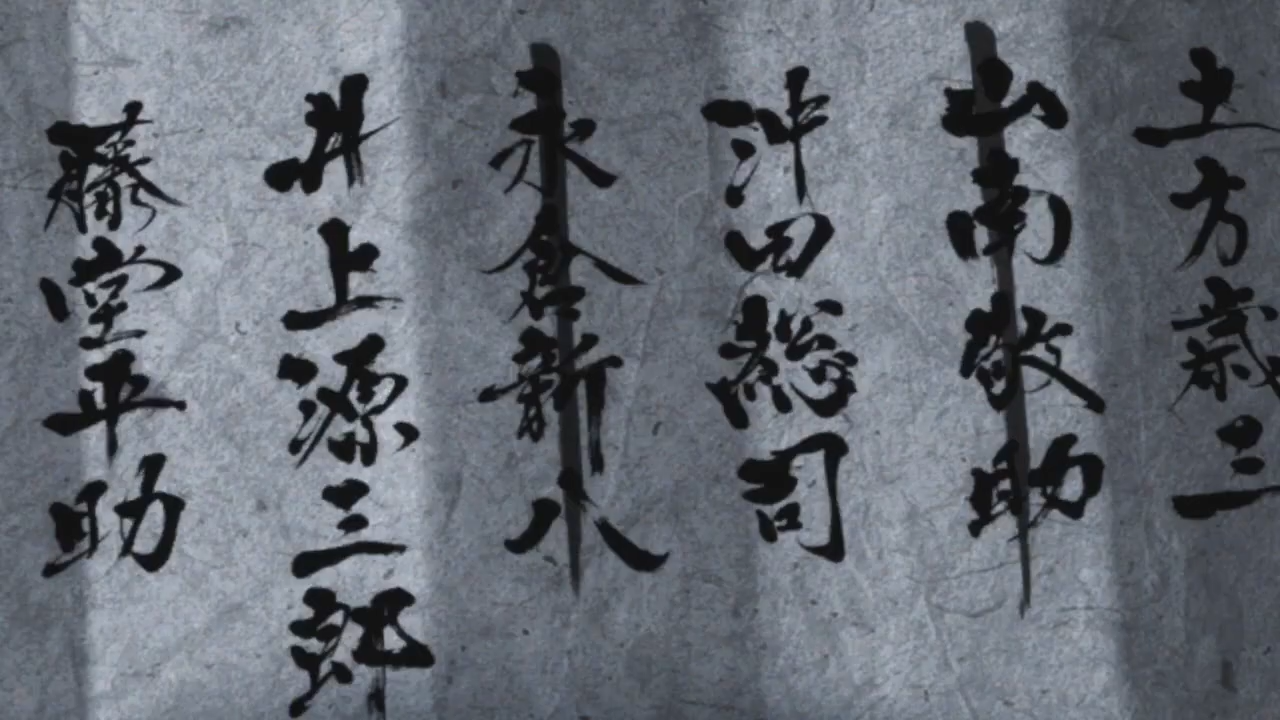 土方歳三
山南敬助
沖田総司
永倉新八
井上源三郎
藤堂平助